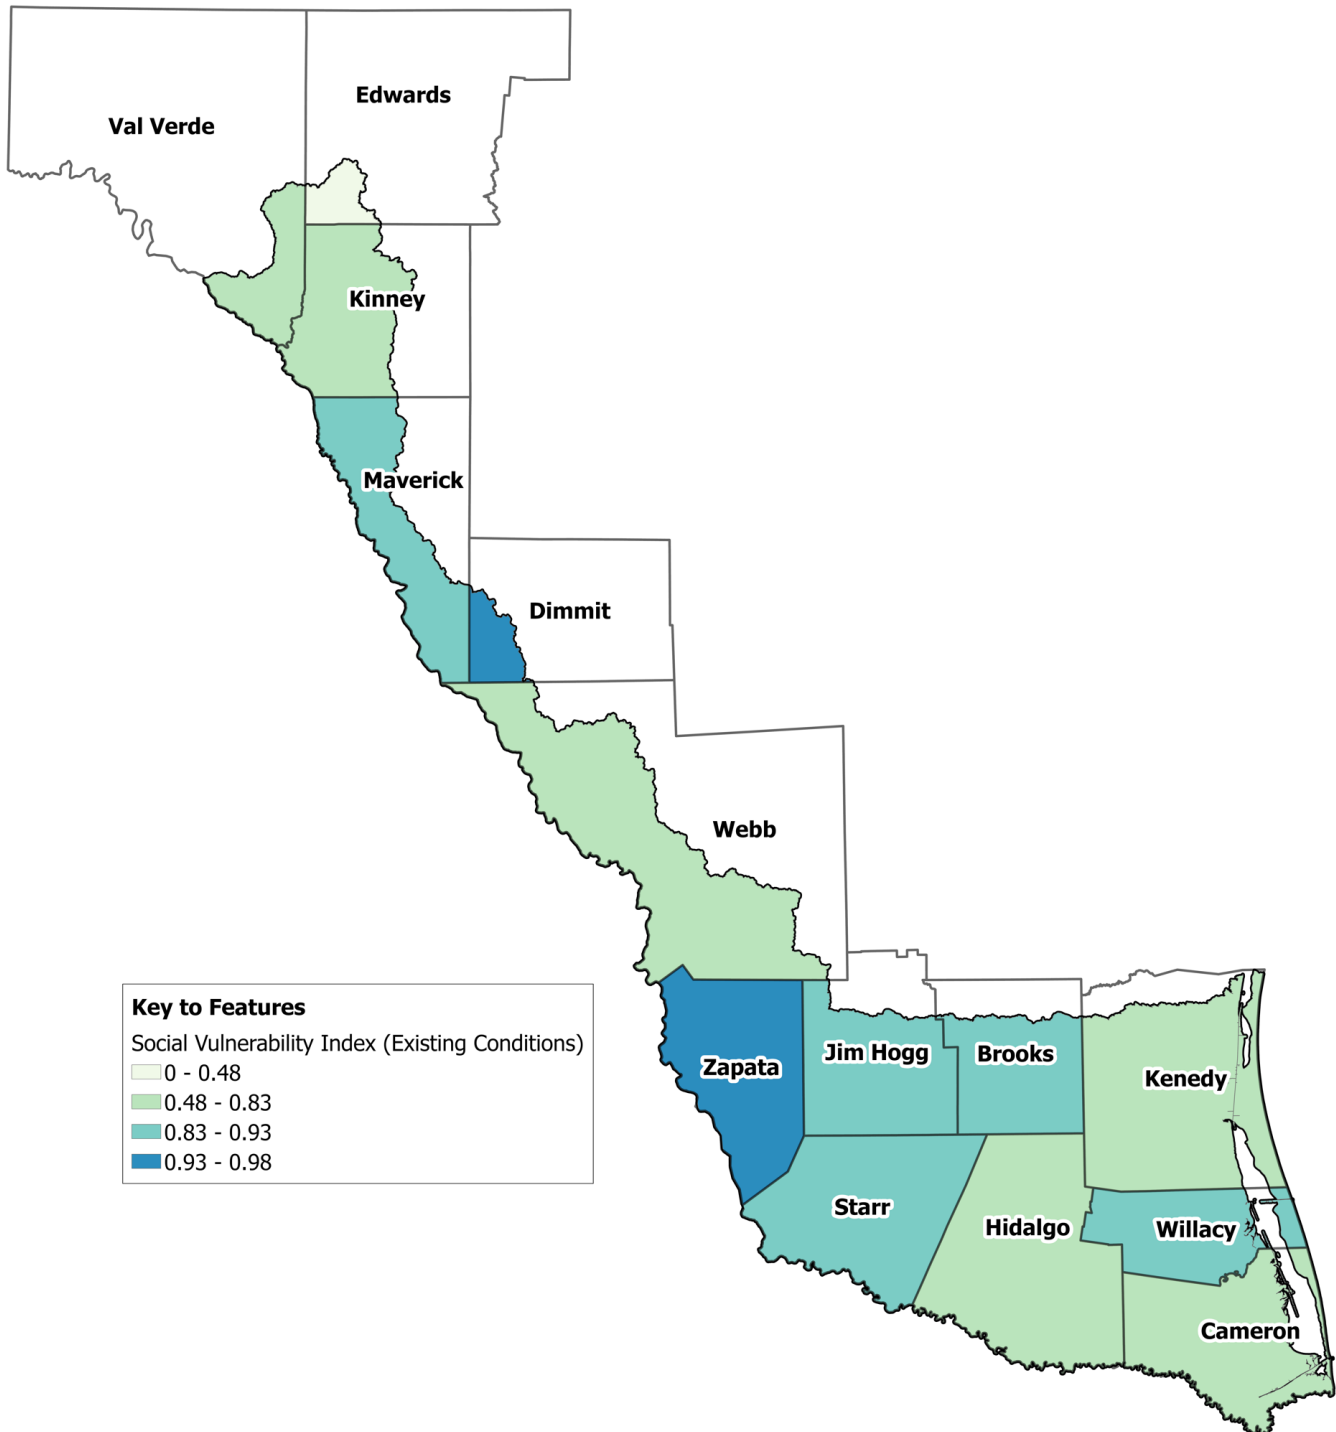 Edwards
Val Verde
Kinney
Maverick
Dimmit
Webb
Key to Features
Social Vulnerability Index (Existing Conditions)
0 - 0.48
0.48 - 0.83
0.83 - 0.93
0.93 - 0.98
Zapata
Jim Hogg
Brooks
Kenedy
Starr
Hidalgo
Willacy
Cameron